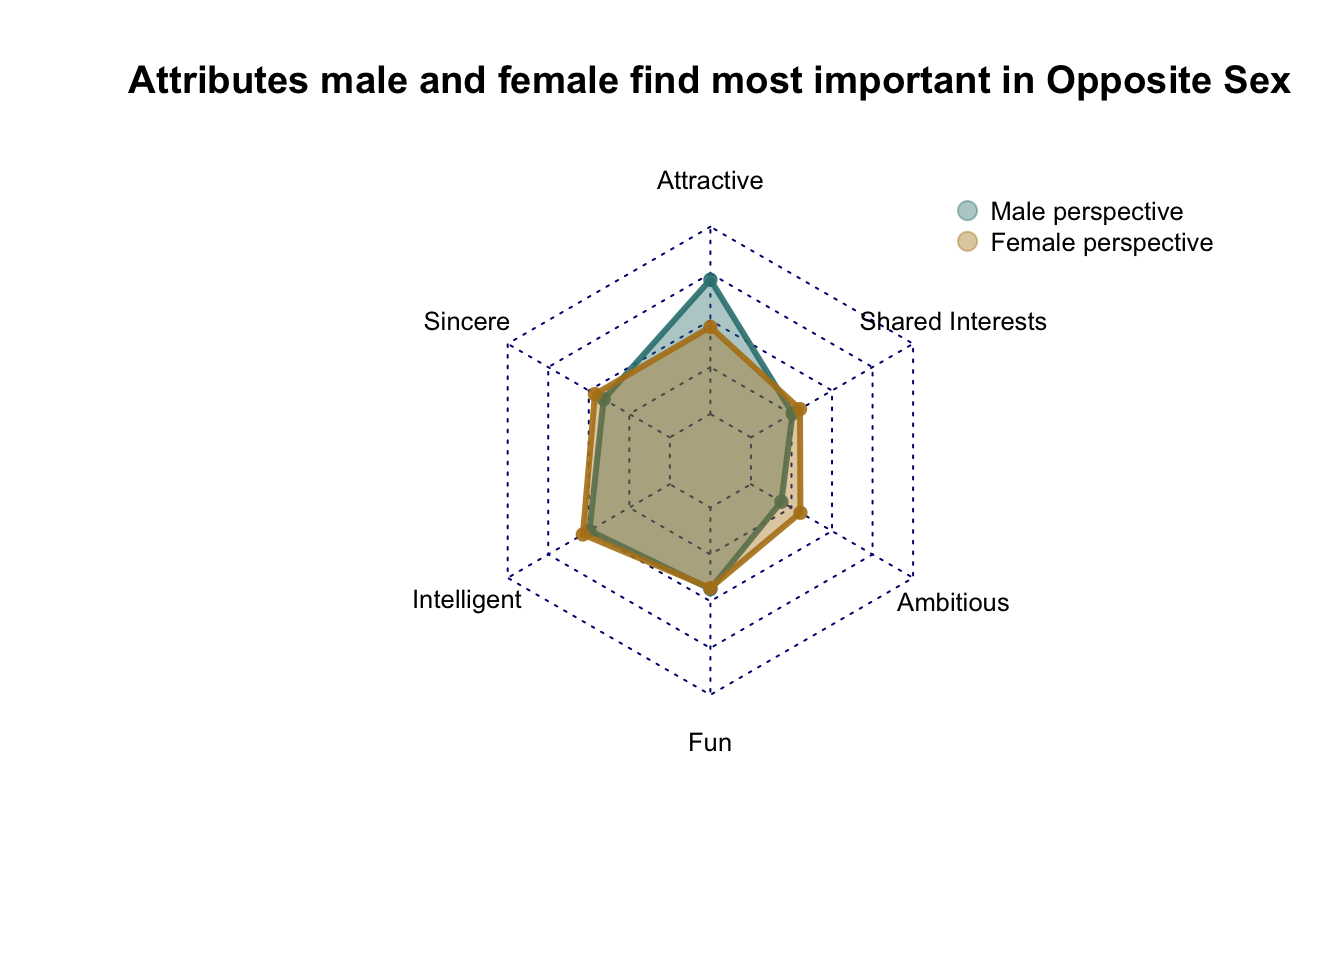 Attributes male and female find most important in Opposite Sex
Attractive
Male perspective
Female perspective
Sincere
Shared Interests
Intelligent
Ambitious
Fun